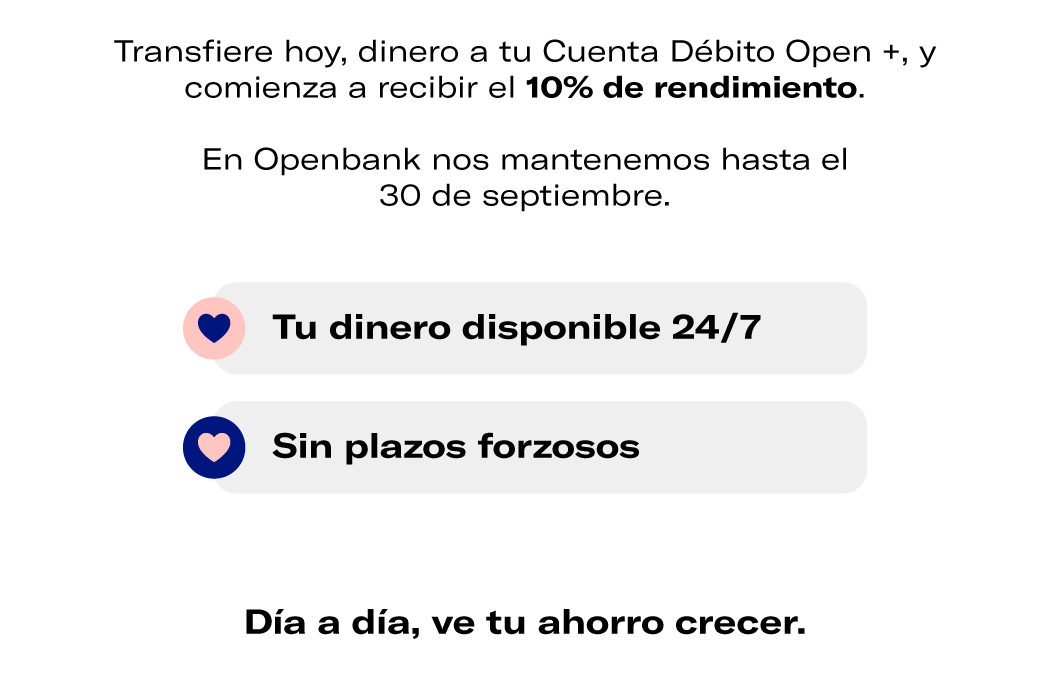 Transfiere hoy, dinero a tu Cuenta Débito Open +, y
comienza a recibir el 10% de rendimiento.
En Openbank nos mantenemos hasta el
30 de septiembre.
Tu dinero disponible 24/7
Sin plazos forzosos
Día a día, ve tu ahorro crecer.